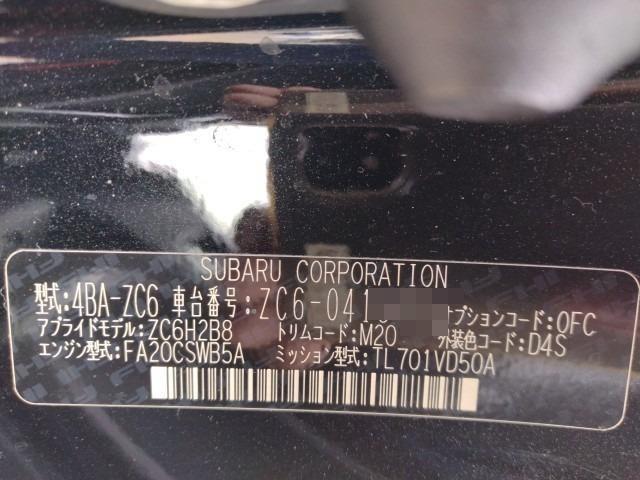 SUBARU CORPORATION
型式:4BA-ZC6 車台番号:ZC6-041 オプションコード:0FC
アプライドモデル:ZC6H2B8 トリムコード:M20 外装色コード:D4S
エンジン型式:FA20CSWB5A ミッション型式:TL701VD50A